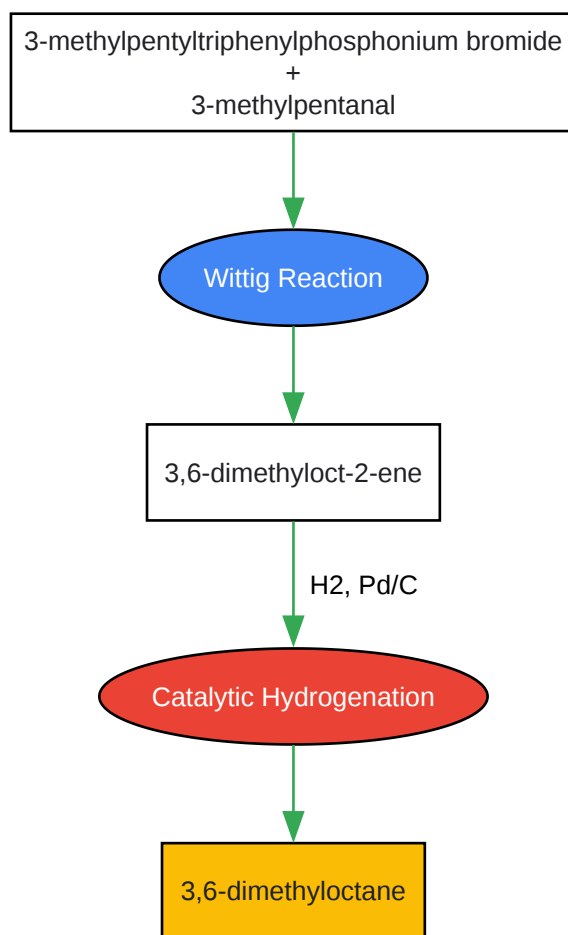 3-methylpentyltriphenylphosphonium bromide
+
3-methylpentanal
Wittig Reaction
3,6-dimethyloct-2-ene
H2, Pd/C
Catalytic Hydrogenation
3,6-dimethyloctane